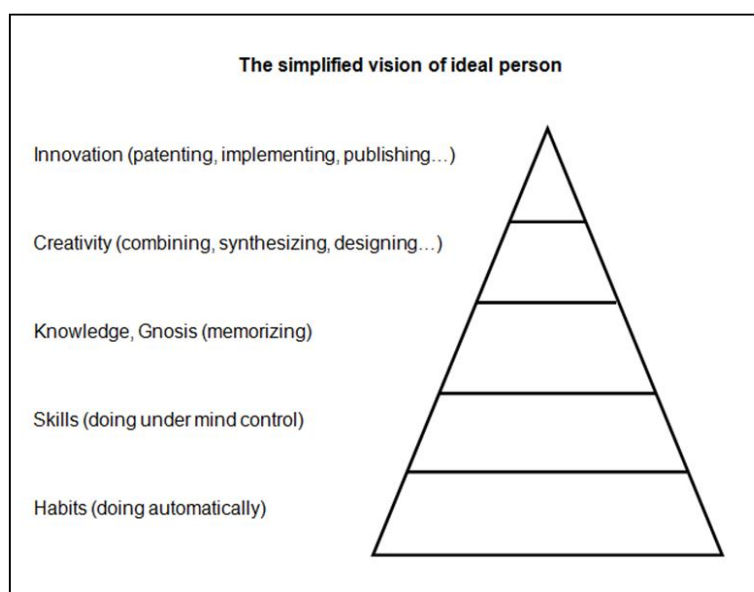 The simplified vision of ideal person
Innovation (patenting, implementing, publishing…)
Creativity (combining, synthesizing, designing…)
Knowledge, Gnosis (memorizing)
Skills (doing under mind control)
Habits (doing automatically)